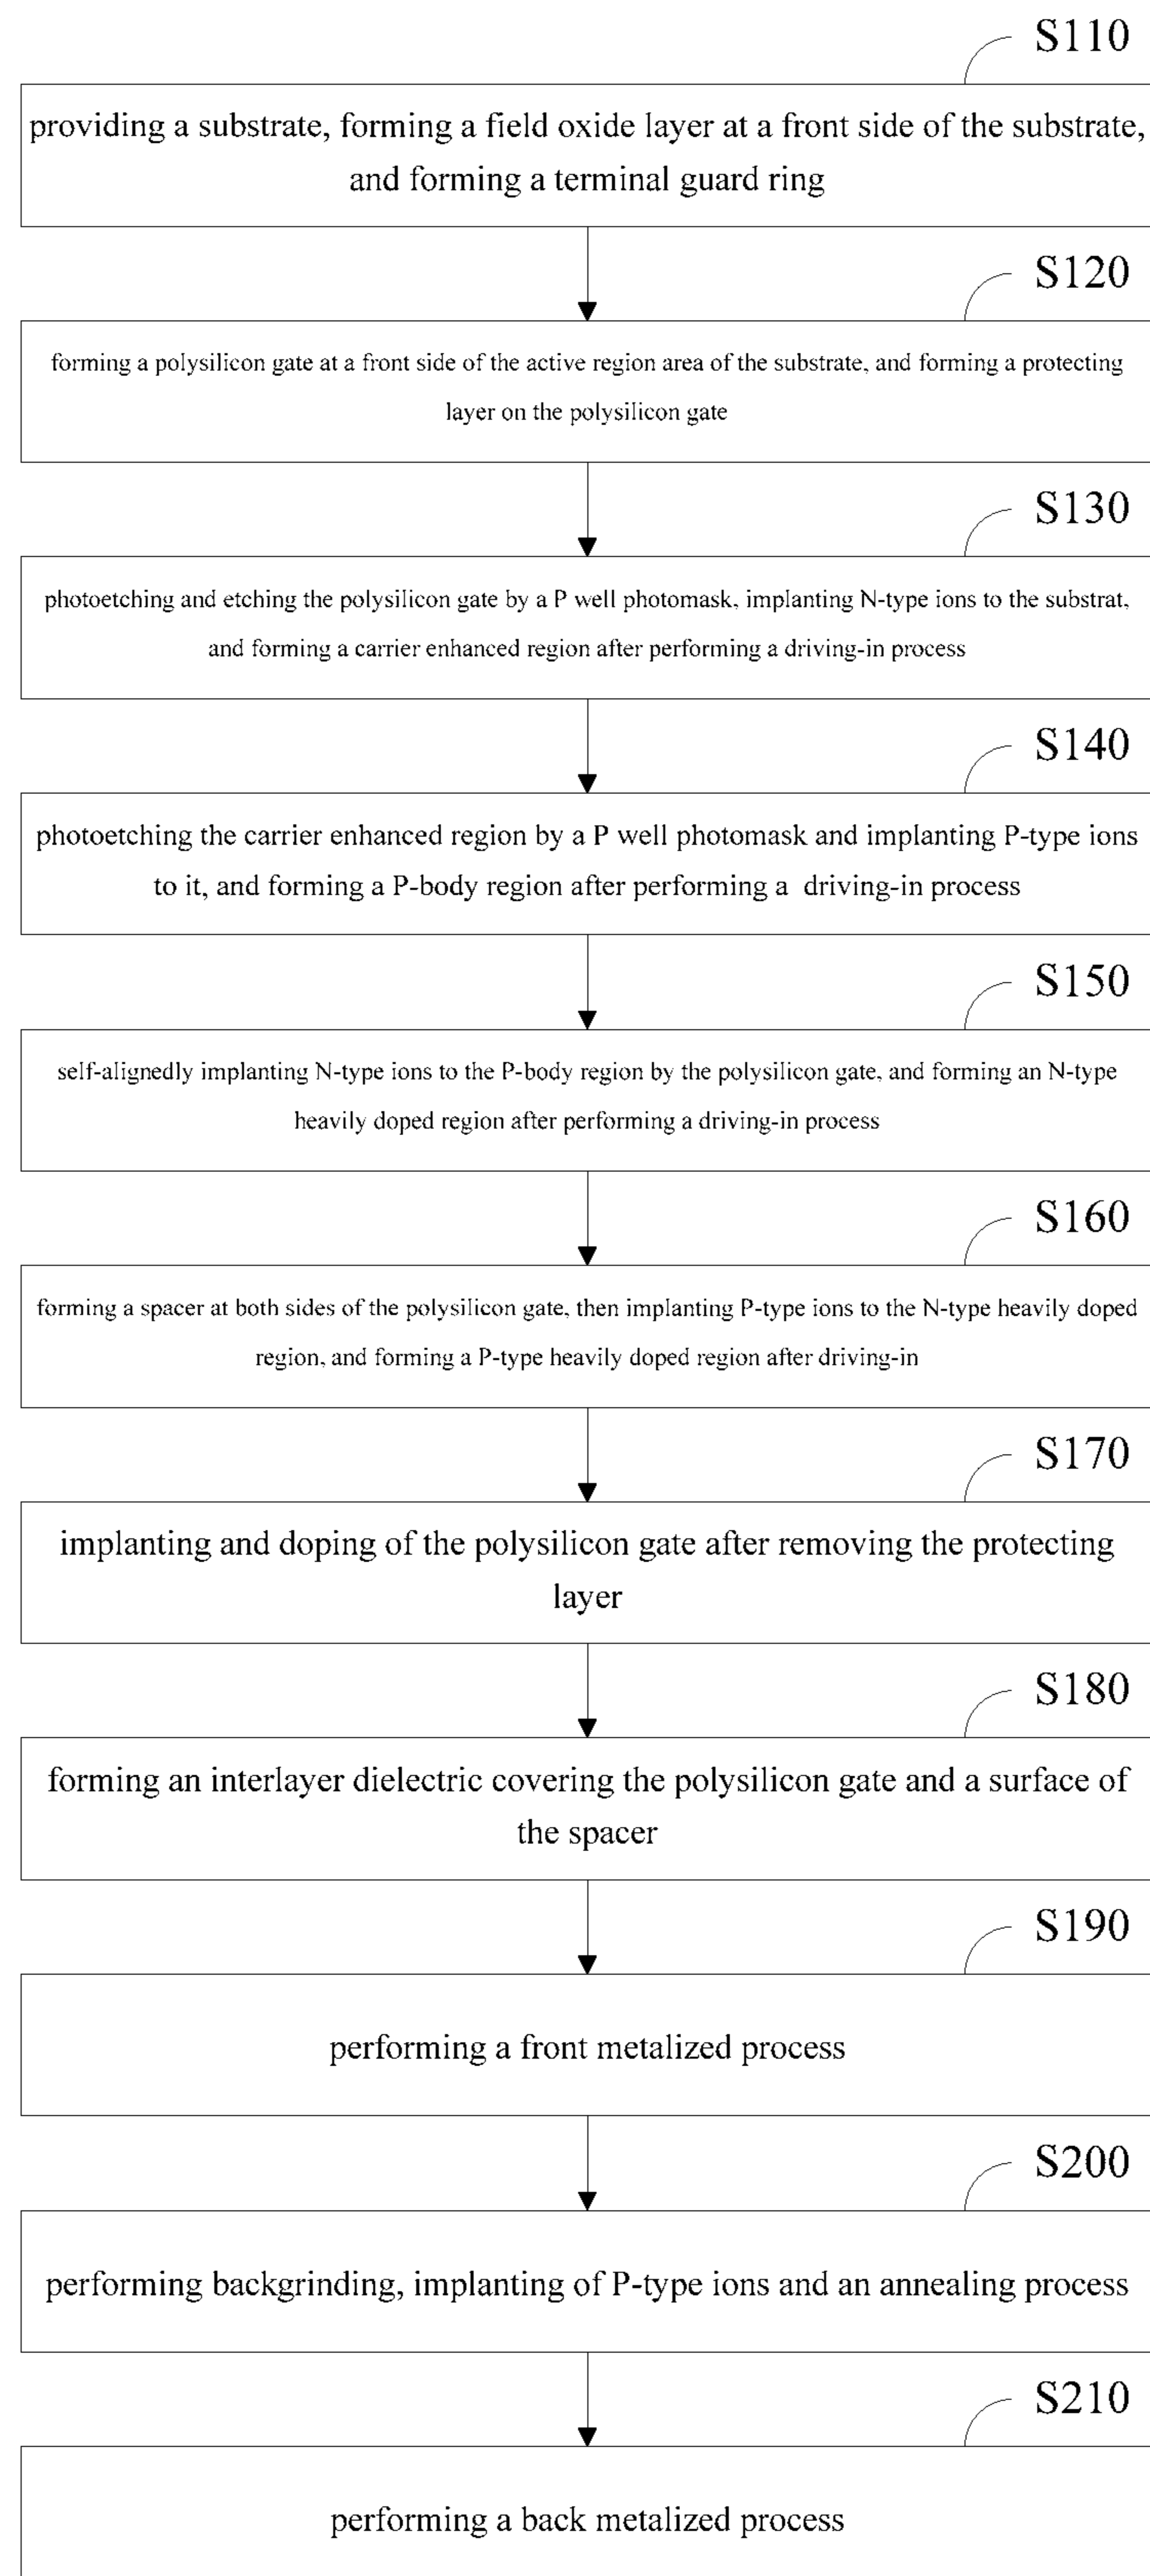 S110
providing a substrate, forming a field oxide layer at a front side of the substrate,
and forming a terminal guard ring
S120
forming a polysilicon gate at a front side of the active region area of the substrate, and forming a protecting
layer on the polysilicon gate
S130
photoetching and etching the polysilicon gate by a P well photomask, implanting N-type ions to the substrat,
and forming a carrier enhanced region after performing a driving-in process
S140
photoetching the carrier enhanced region by a P well photomask and implanting P-type ions
to it, and forming a P-body region after performing a driving-in process
S150
self-alignedly implanting N-type ions to the P-body region by the polysilicon gate, and forming an N-type
heavily doped region after performing a driving-in process
S160
forming a spacer at both sides of the polysilicon gate, then implanting P-type ions to the N-type heavily doped
region, and forming a P-type heavily doped region after driving-in
S170
implanting and doping of the polysilicon gate after removing the protecting
layer
S180
forming an interlayer dielectric covering the polysilicon gate and a surface of
the spacer
S190
performing a front metalized process
S200
performing backgrinding, implanting of P-type ions and an annealing process
S210
performing a back metalized process